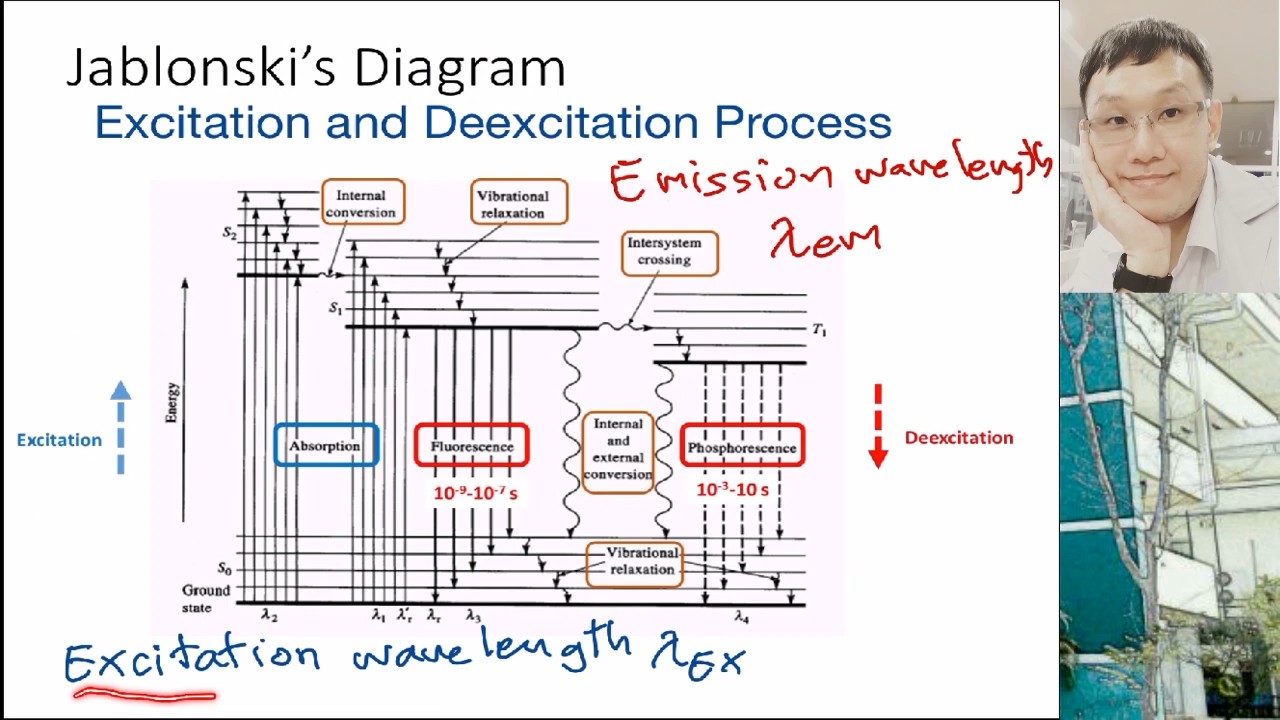 Jablonski's Diagram
Excitation and Deexcitation Process
Emission wavelength
λem
Internal
conversion
Vibrational
relaxation
Intersystem
crossing
S₂
S₁
T₁
Energy
Excitation
Absorption
Fluorescence
10⁻⁹-10⁻⁷ s
Internal
and
external
conversion
Phosphorescence
10⁻³-10 s
Deexcitation
Vibrational
relaxation
S₀
Ground
state
λ₂ λ₁ λ'ᵣ λᵣ λ₃ λ₄
Excitation wavelength λEx